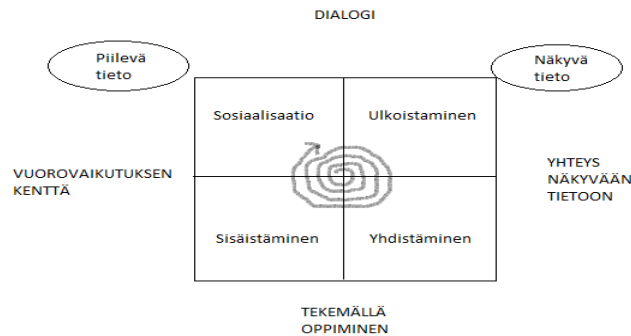 DIALOGI
Piilevä
tieto
Näkyvä
tieto
Sosiaalisaatio
Ulkoistaminen
VUOROVAIKUTUKSEN
KENTTÄ
YHTEYS
NÄKYVÄÄN
TIETOON
Sisäistäminen
Yhdistäminen
TEKEMÄLLÄ
OPPIMINEN